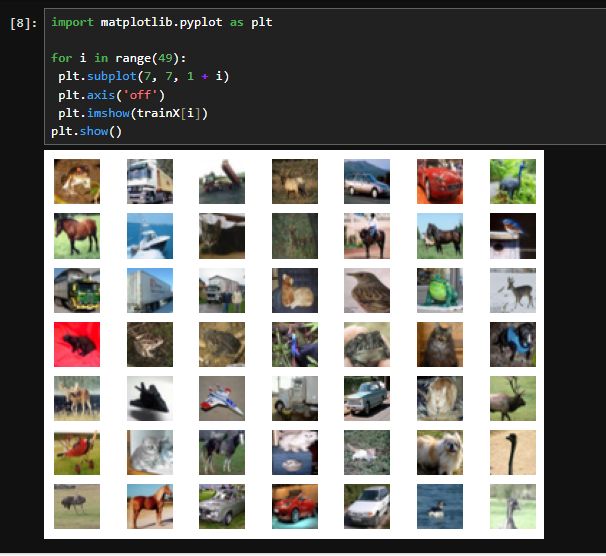 [8]: import matplotlib.pyplot as plt
for i in range(49):
 plt.subplot(7, 7, 1 + i)
 plt.axis('off')
 plt.imshow(trainX[i])
plt.show()